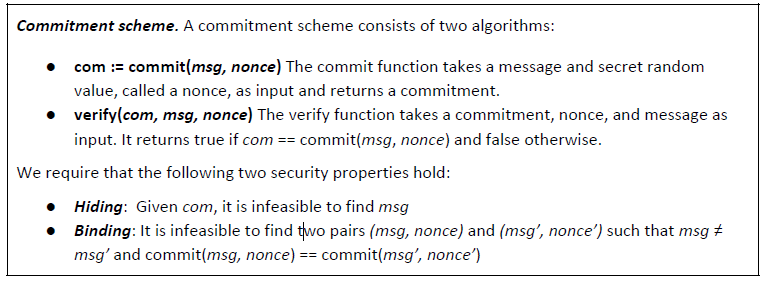 Commitment scheme. A commitment scheme consists of two algorithms:
● com := commit(msg, nonce) The commit function takes a message and secret random
value, called a nonce, as input and returns a commitment.
● verify(com, msg, nonce) The verify function takes a commitment, nonce, and message as
input. It returns true if com == commit(msg, nonce) and false otherwise.
We require that the following two security properties hold:
● Hiding: Given com, it is infeasible to find msg
● Binding: It is infeasible to find two pairs (msg, nonce) and (msg’, nonce’) such that msg ≠
msg’ and commit(msg, nonce) == commit(msg’, nonce’)